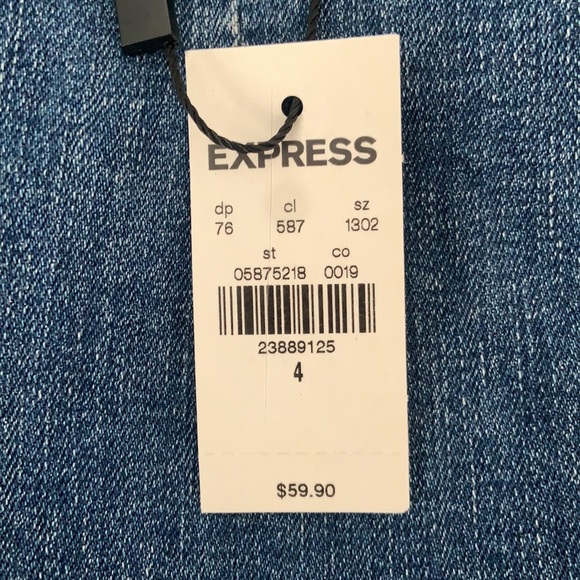 EXPRESS
dp cl sz
76 587 1302
st co
05875218 0019
23889125
4
$59.90